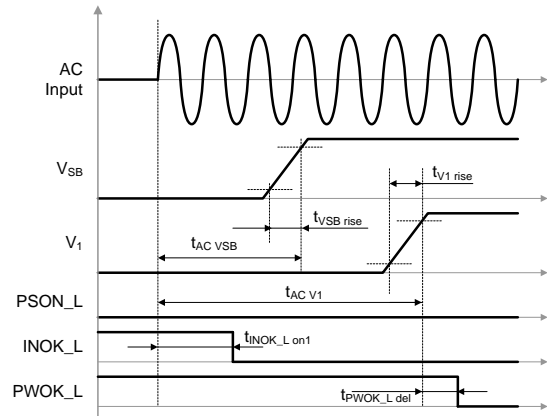 AC
Input
VSB
tV1 rise
tVSB rise
V1
tAC VSB
tAC V1
PSON_L
tINOK_L on1
INOK_L
PWOK_L
tPWOK_L del